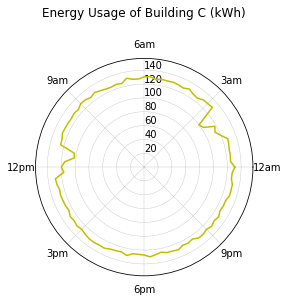 Energy Usage of Building C (kWh)
6am
9am
3am
140
120
100
80
60
40
20
12pm
12am
3pm
9pm
6pm